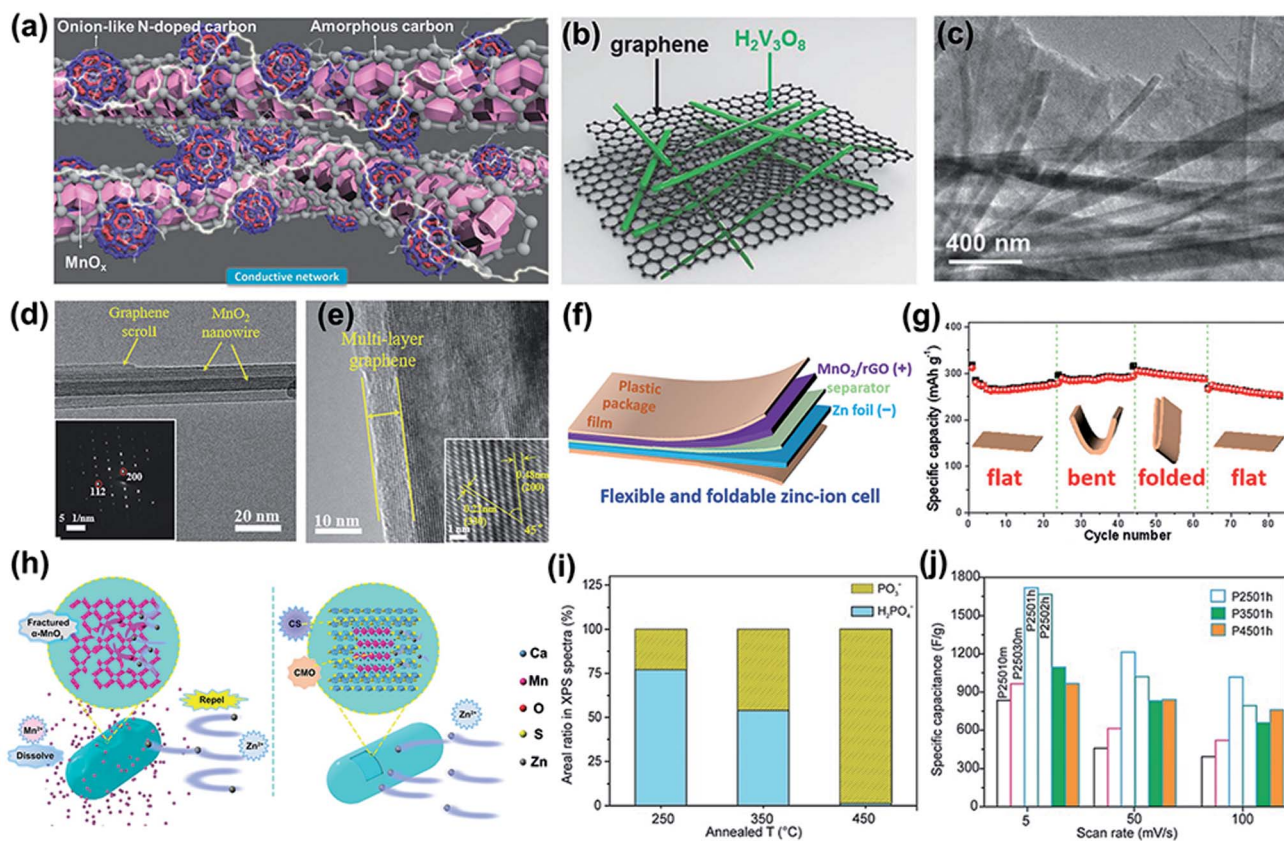 (a)
Onion-like N-doped carbon
Amorphous carbon
MnOx
Conductive network
(b)
graphene
H2V3O8
(c)
400 nm
(d)
Graphene
scroll
MnO2
nanowire
200
112
5 1/nm
20 nm
(e)
Multi-layer
graphene
10 nm
0.48nm
(200)
45°
1 nm
(f)
Plastic
package
film
MnO2/rGO (+)
separator
Zn foil (−)
Flexible and foldable zinc-ion cell
(g)
Specific capacity (mAh g-1)
400
300
200
100
0
flat
bent
folded
flat
0
10
20
30
40
50
60
70
80
Cycle number
(h)
Fractured
α-MnO2
Repel
Mn2+
Dissolve
Zn2+
CS
CMO
Zn2+
Ca
Mn
O
S
Zn
(i)
Areal ratio in XPS spectra (%)
125
100
75
50
25
0
PO3-
H2PO4-
250
350
450
Annealed T (°C)
(j)
Specific capacitance (F/g)
1800
1500
1200
900
600
300
0
P25010m
P25030m
P2501h
P2502h
P2501h
P3501h
P4501h
5
50
100
Scan rate (mV/s)